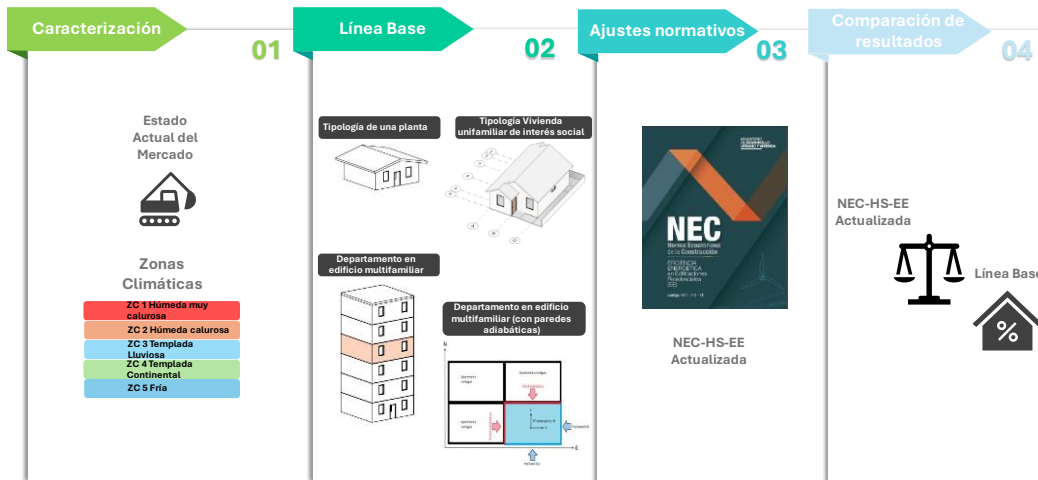 Caracterización
01
Estado
Actual del
Mercado
Zonas
Climáticas
ZC 1 Húmeda muy
calurosa
ZC 2 Húmeda calurosa
ZC 3 Templada
Lluviosa
ZC 4 Templada
Continental
ZC 5 Fría
Línea Base
02
Tipología de una planta
Tipología Vivienda
unifamiliar de interés social
Departamento en
edificio multifamiliar
Departamento en edificio
multifamiliar (con paredes
adiabáticas)
N
E
Ajustes normativos
03
NEC
Norma Ecuatoriana
de la Construcción
EFICIENCIA
ENERGÉTICA
en Edificaciones
Residenciales
(EE)
NEC-HS-EE
Actualizada
Comparación de
resultados
04
NEC-HS-EE
Actualizada
Línea Base
%